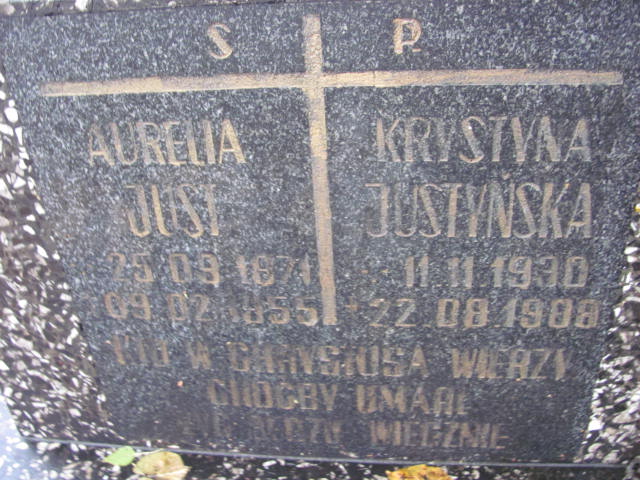 S. P.
AURELIA
JUST
25.09.1871
09.02.1955
KRYSTYNA
JUSTYŃSKA
11.11.1930
22.08.1988
KTO W CHRYSTUSA WIERZY
CHOĆBY UMARŁ
WIECZNIE